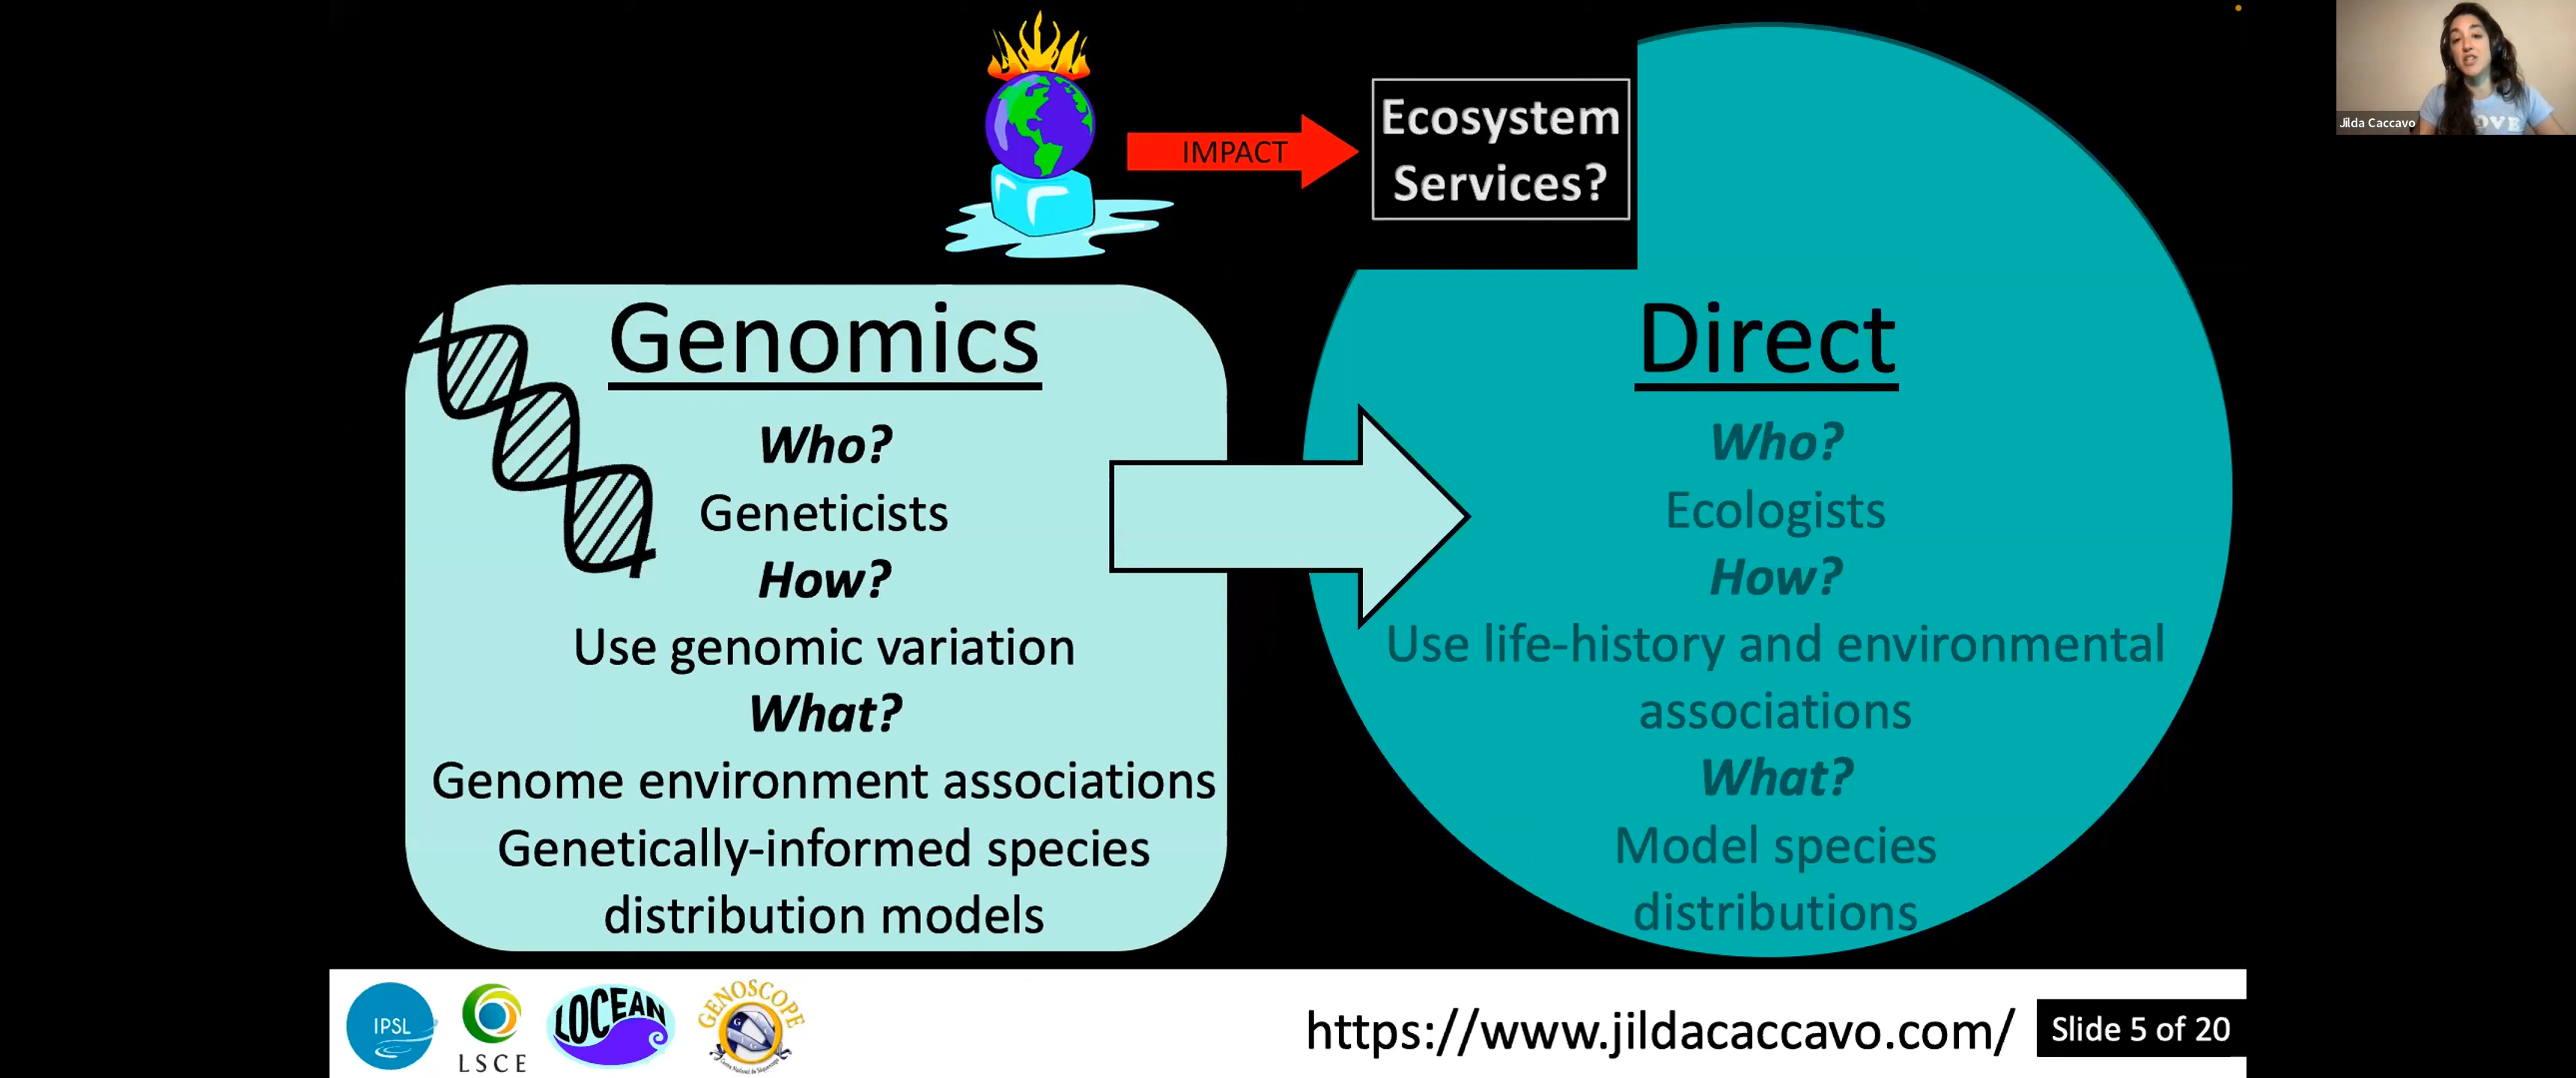 Jilda Caccavo
OVE
IMPACT
Ecosystem
Services?
Genomics
Who?
Geneticists
How?
Use genomic variation
What?
Genome environment associations
Genetically-informed species
distribution models
Direct
Who?
Ecologists
How?
Use life-history and environmental
associations
What?
Model species
distributions
IPSL
LSCE
LOCEAN
GENOSCOPE
https://www.jildacaccavo.com/
Slide 5 of 20